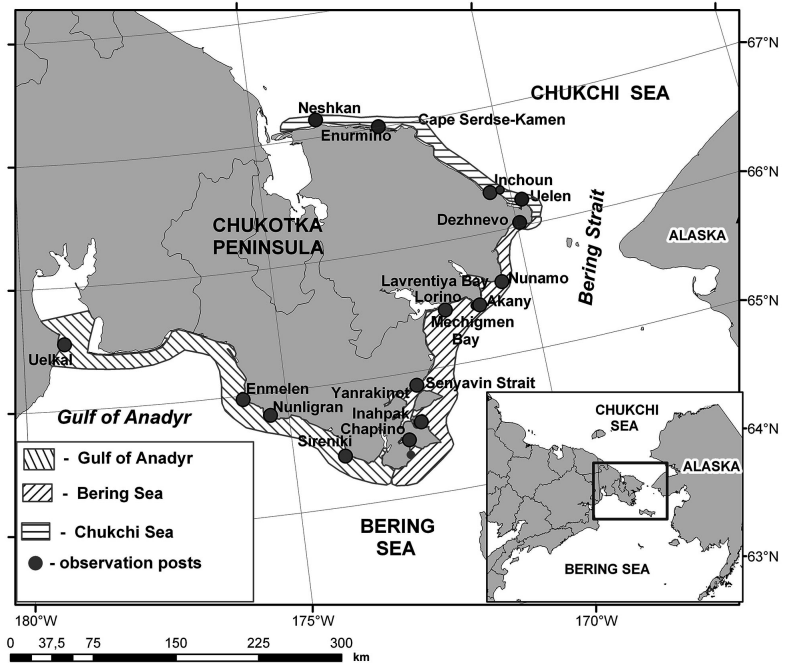 67°N
CHUKCHI SEA
Neshkan
Cape Serdse-Kamen
Enurmino
66°N
Inchoun
Uelen
Dezhnevo
CHUKOTKA
PENINSULA
Bering Strait
ALASKA
Lavrentiya Bay
Nunamo
Lorino
Akany
65°N
Mechigmen
Bay
Uelkal
Yanrakinot
Senyavin Strait
Enmelen
Nunligran
Inahpak
Chaplino
Gulf of Anadyr
Sireniki
64°N
- Gulf of Anadyr
- Bering Sea
- Chukchi Sea
- observation posts
BERING
SEA
CHUKCHI
SEA
ALASKA
BERING SEA
63°N
180°W
175°W
170°W
0 37,5 75 150 225 300
km